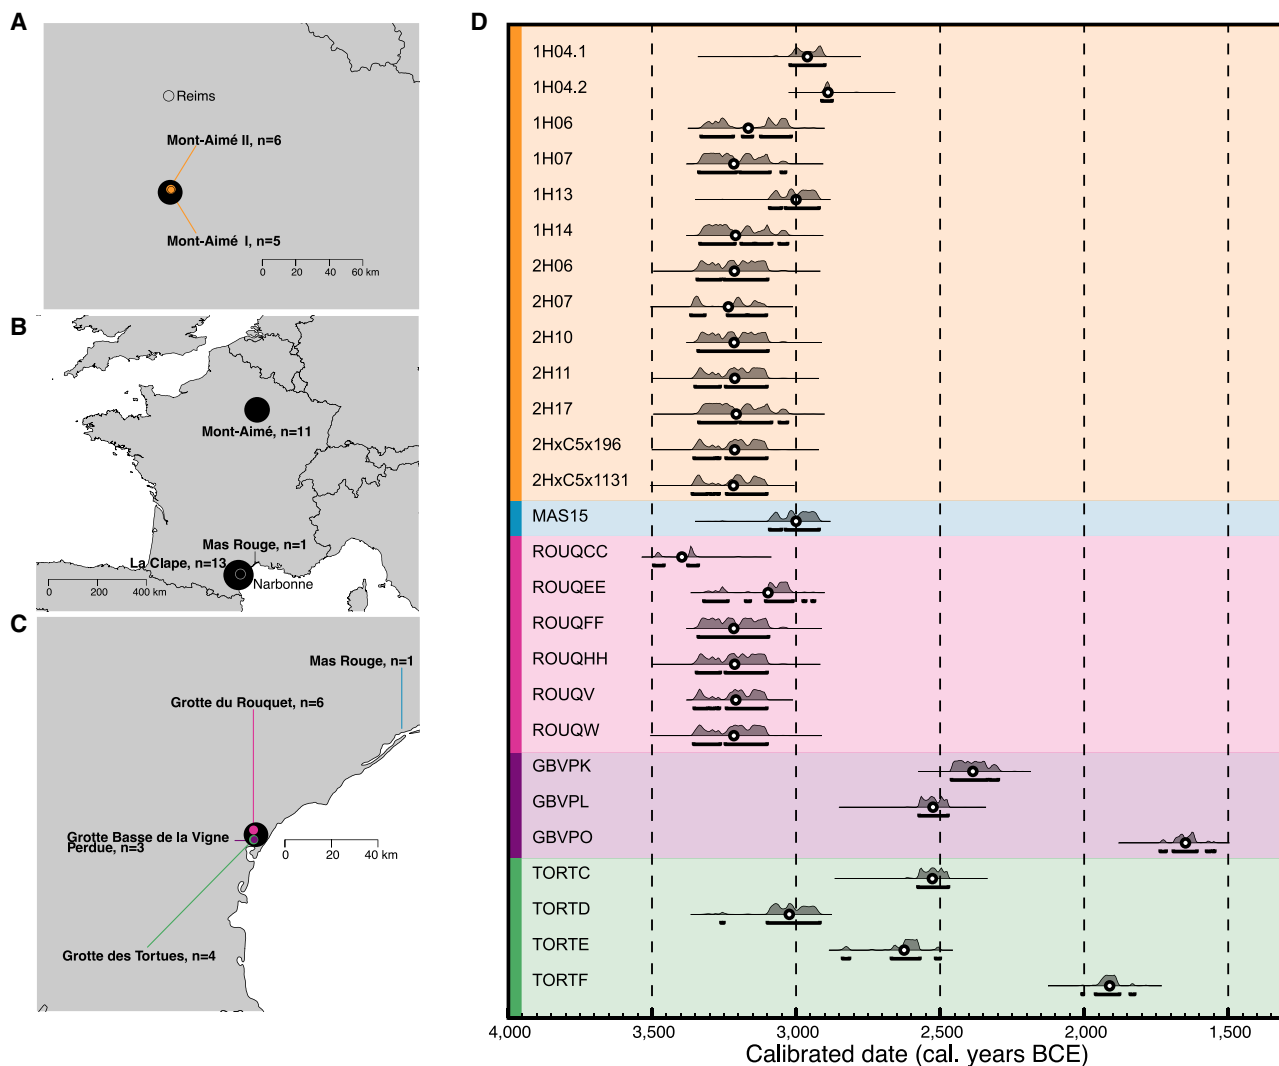 A
Reims
Mont-Aimé II, n=6
Mont-Aimé I, n=5
0 20 40 60 km
B
Mont-Aimé, n=11
Mas Rouge, n=1
La Clape, n=13
Narbonne
0 200 400 km
C
Mas Rouge, n=1
Grotte du Rouquet, n=6
Grotte Basse de la Vigne
Perdue, n=3
0 20 40 km
Grotte des Tortues, n=4
D
1H04.1
1H04.2
1H06
1H07
1H13
1H14
2H06
2H07
2H10
2H11
2H17
2HxC5x196
2HxC5x1131
MAS15
ROUQCC
ROUQEE
ROUQFF
ROUQHH
ROUQV
ROUQW
GBVPK
GBVPL
GBVPO
TORTC
TORTD
TORTE
TORTF
4,000 3,500 3,000 2,500 2,000 1,500
Calibrated date (cal. years BCE)